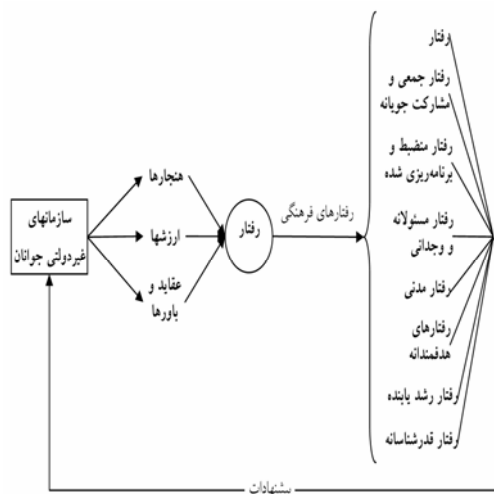 سازمانهای
غیردولتی جوانان
هنجارها
ارزشها
عقاید و
باورها
رفتار
رفتارهای فرهنگی
رفتار
رفتار جمعی و
مشارکت جویانه
رفتار منضبط و
برنامه‌ریزی شده
رفتار مسئولانه
و وجدانی
رفتار مدنی
رفتارهای
هدفمندانه
رفتار رشد یابنده
رفتار قدرشناسانه
پیشنهادات